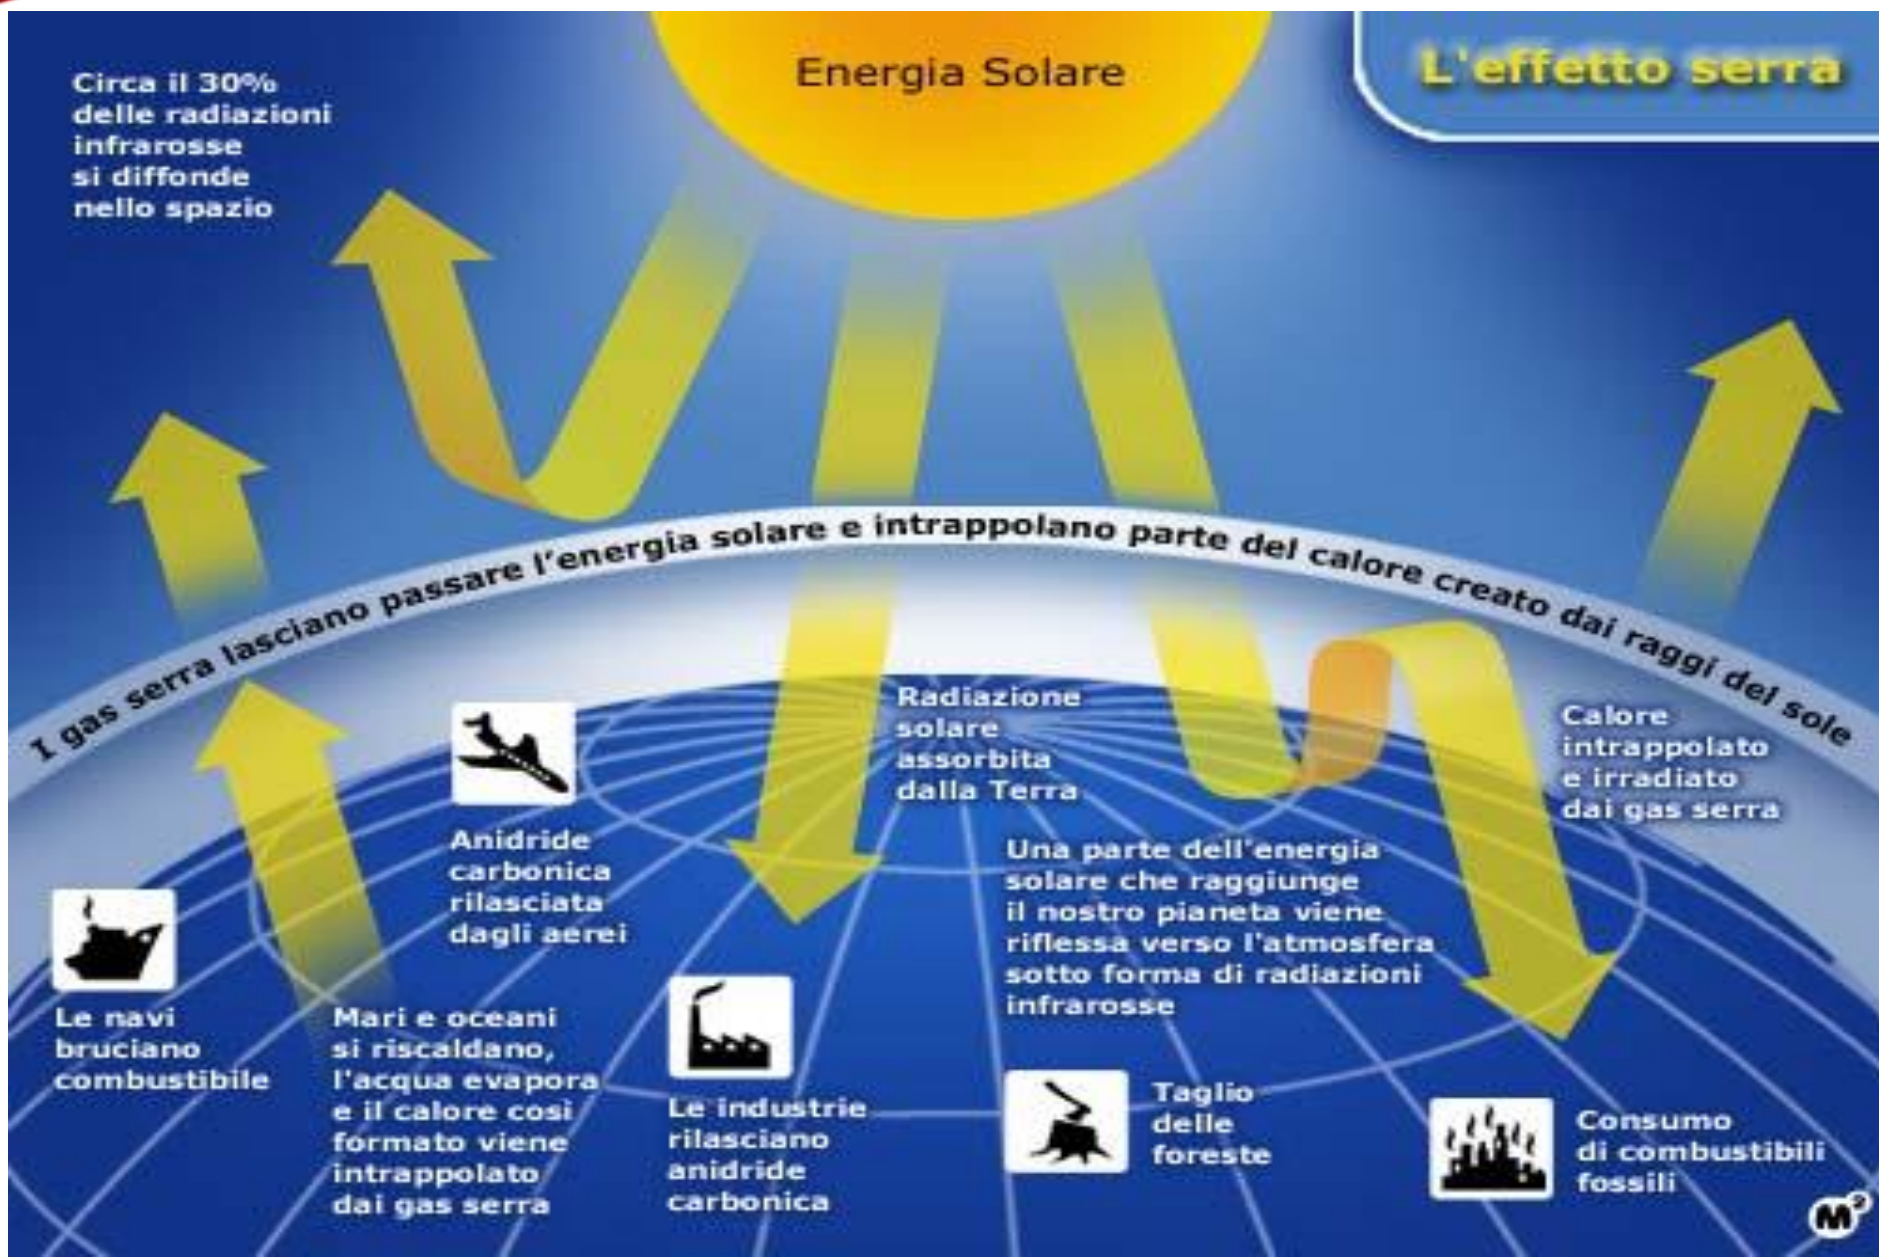 L'effetto serra
Energia Solare
Circa il 30%
delle radiazioni
infrarosse
si diffonde
nello spazio
I gas serra lasciano passare l'energia solare e intrappolano parte del calore creato dai raggi del sole
Radiazione
solare
assorbita
dalla Terra
Calore
intrappolato
e irradiato
dai gas serra
Anidride
carbonica
rilasciata
dagli aerei
Una parte dell'energia
solare che raggiunge
il nostro pianeta viene
riflessa verso l'atmosfera
sotto forma di radiazioni
infrarosse
Le navi
bruciano
combustibile
Mari e oceani
si riscaldano,
l'acqua evapora
e il calore così
formato viene
intrappolato
dai gas serra
Le industrie
rilasciano
anidride
carbonica
Taglio
delle
foreste
Consumo
di combustibili
fossili
M²